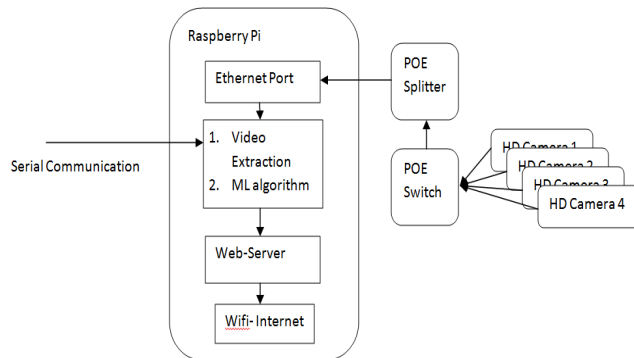 Raspberry Pi
Ethernet Port
POE
Splitter
1. Video
Extraction
2. ML algorithm
Serial Communication
POE
Switch
HD Camera 1
HD Camera 2
HD Camera 3
HD Camera 4
Web-Server
Wifi- Internet